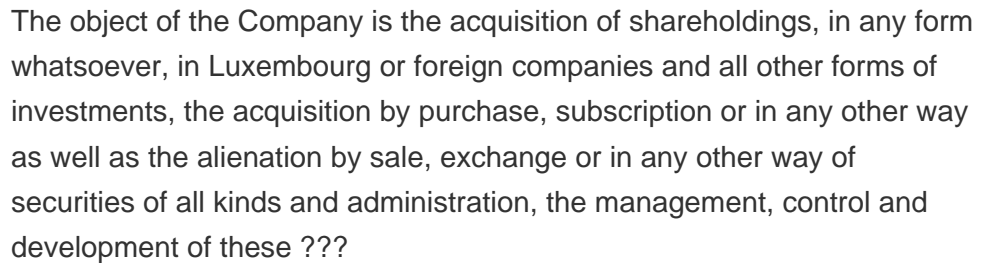 The object of the Company is the acquisition of shareholdings, in any form
whatsoever, in Luxembourg or foreign companies and all other forms of
investments, the acquisition by purchase, subscription or in any other way
as well as the alienation by sale, exchange or in any other way of
securities of all kinds and administration, the management, control and
development of these ???